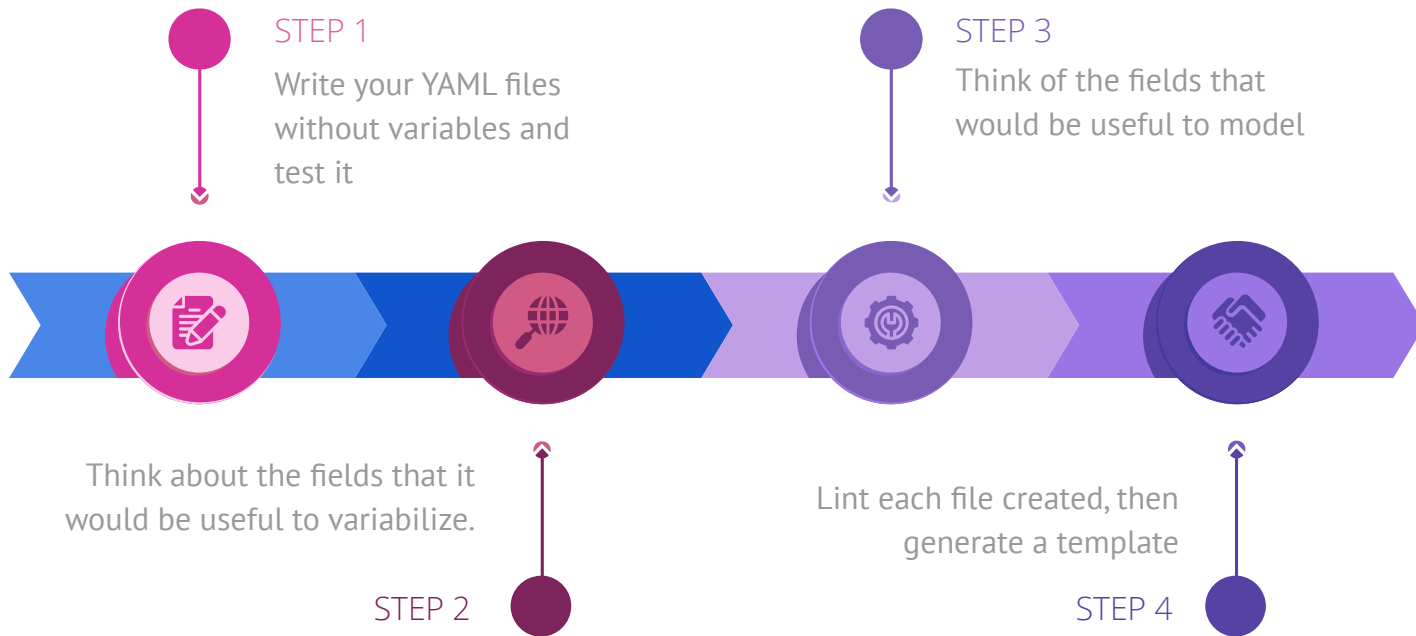 STEP 1
Write your YAML files
without variables and
test it
Think about the fields that it
would be useful to variabilize.
STEP 2
STEP 3
Think of the fields that
would be useful to model
Lint each file created, then
generate a template
STEP 4